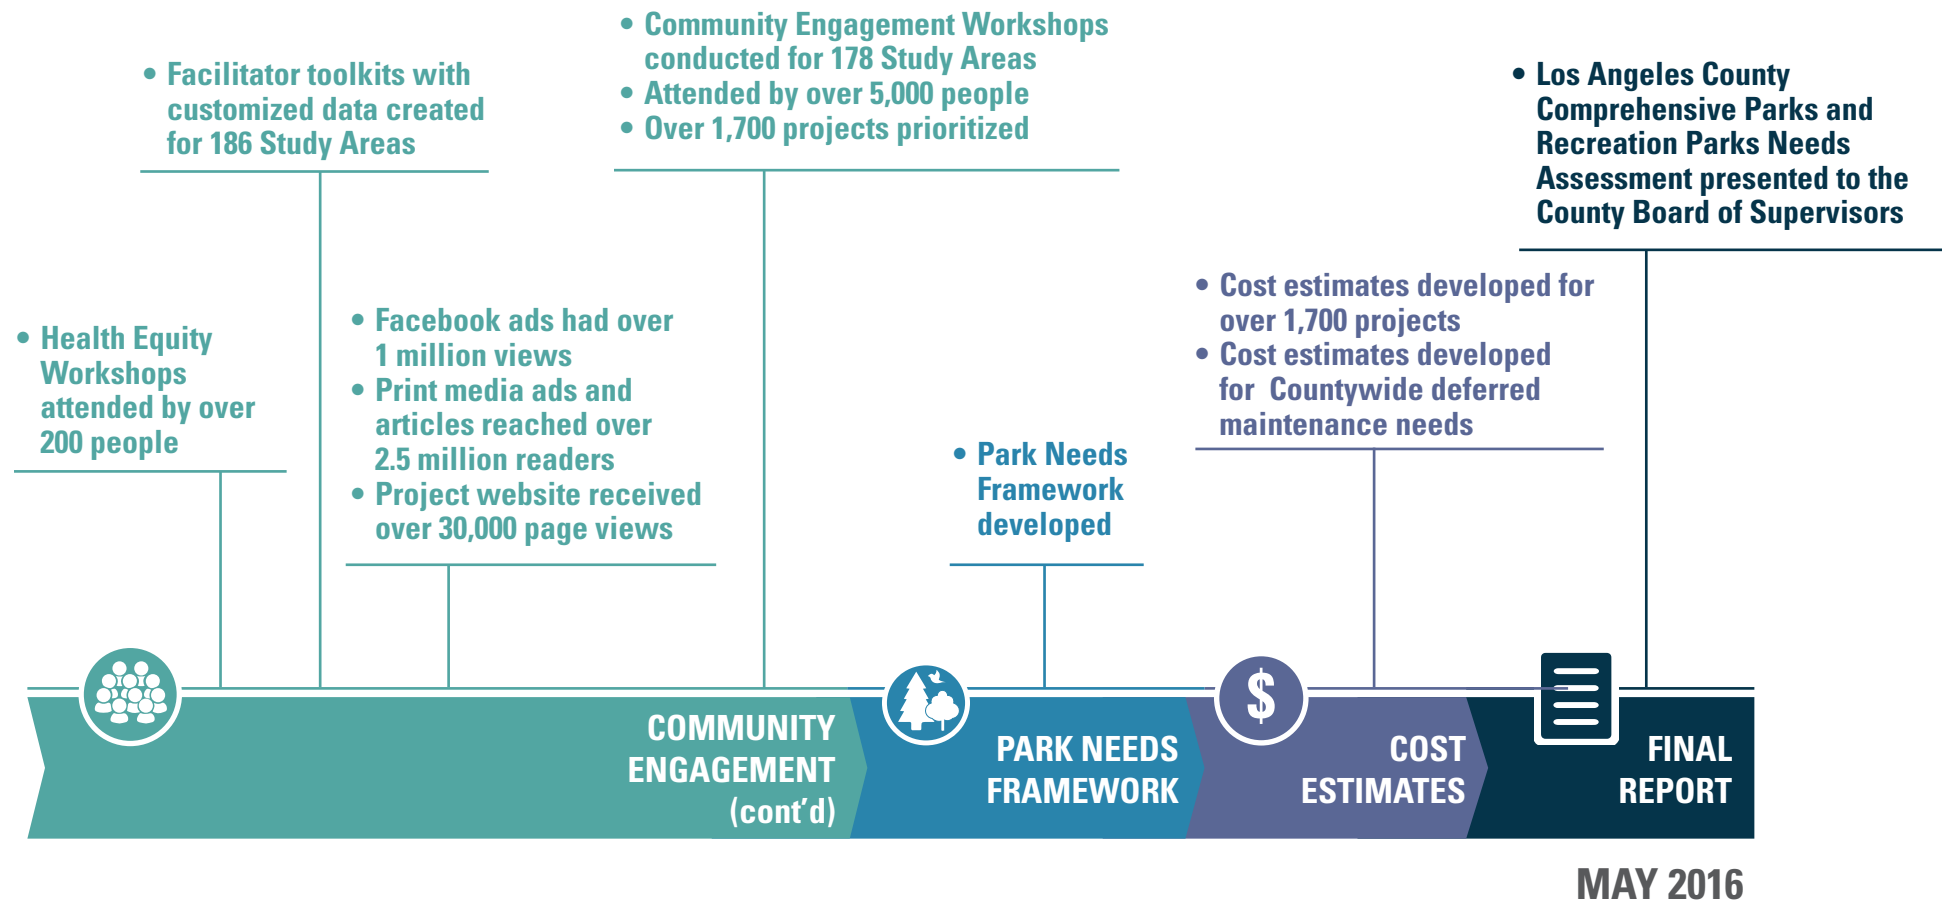 • Health Equity
Workshops
attended by over
200 people
• Facilitator toolkits with
customized data created
for 186 Study Areas
• Facebook ads had over
1 million views
• Print media ads and
articles reached over
2.5 million readers
• Project website received
over 30,000 page views
• Community Engagement Workshops
conducted for 178 Study Areas
• Attended by over 5,000 people
• Over 1,700 projects prioritized
• Park Needs
Framework
developed
• Cost estimates developed for
over 1,700 projects
• Cost estimates developed
for Countywide deferred
maintenance needs
• Los Angeles County
Comprehensive Parks and
Recreation Parks Needs
Assessment presented to the
County Board of Supervisors
COMMUNITY
ENGAGEMENT
(cont'd)
PARK NEEDS
FRAMEWORK
$
COST
ESTIMATES
FINAL
REPORT
MAY 2016